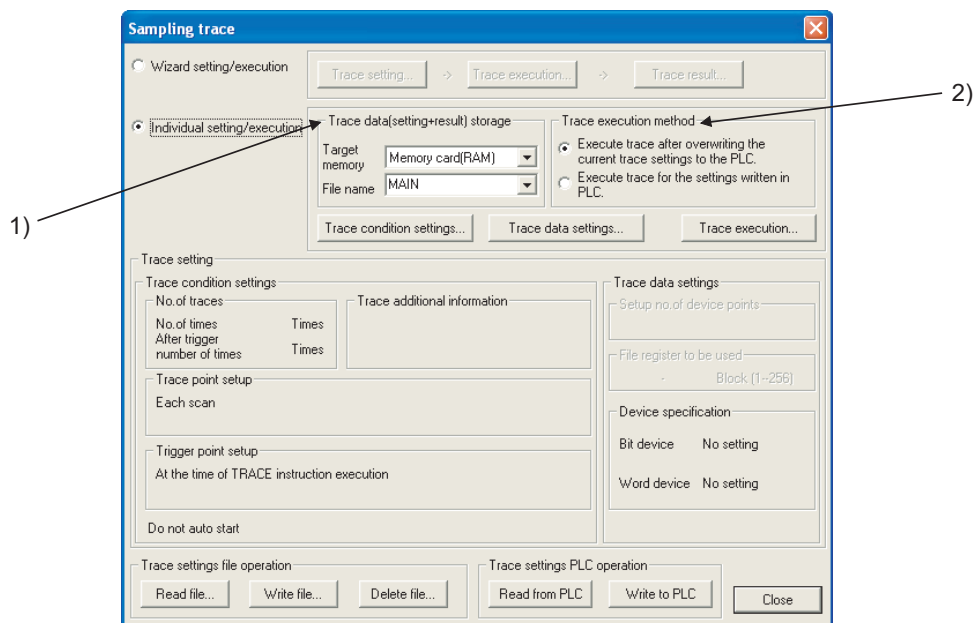 Sampling trace
Wizard setting/execution
Trace setting... -> Trace execution... -> Trace result...
2)
Individual setting/execution
Trace data(setting+result) storage
Target
memory
Memory card(RAM)
File name
MAIN
Trace execution method
Execute trace after overwriting the
current trace settings to the PLC.
Execute trace for the settings written in
PLC.
1)
Trace condition settings... Trace data settings... Trace execution...
Trace setting
Trace condition settings
No.of traces
No.of times Times
After trigger
number of times Times
Trace additional information
Trace point setup
Each scan
Trigger point setup
At the time of TRACE instruction execution
Do not auto start
Trace data settings
Setup no.of device points
File register to be used
- Block (1--256)
Device specification
Bit device No setting
Word device No setting
Trace settings file operation
Read file... Write file... Delete file...
Trace settings PLC operation
Read from PLC Write to PLC
Close